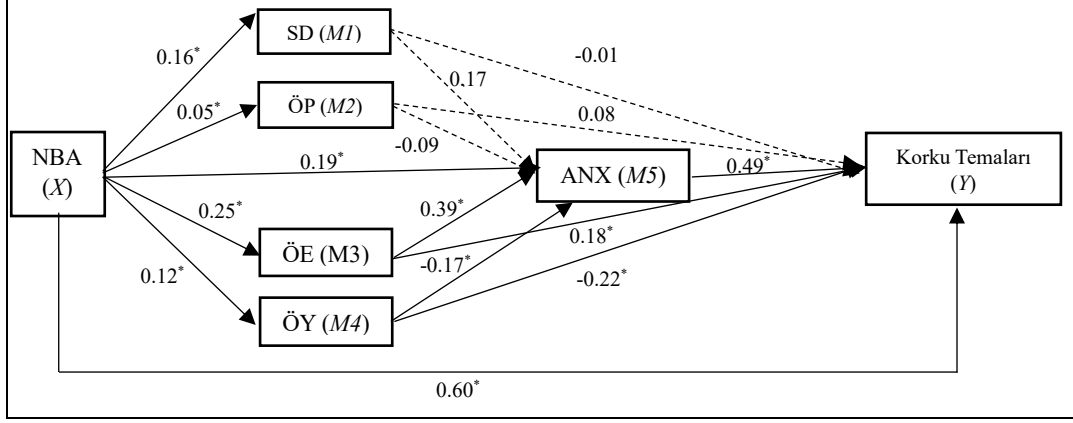 SD (M1)
0.16*
-0.01
0.17
ÖP (M2)
0.05*
0.08
-0.09
NBA
(X)
0.19*
ANX (M5)
0.49*
Korku Temaları
(Y)
0.25*
0.39*
ÖE (M3)
0.18*
-0.17*
0.12*
-0.22*
ÖY (M4)
0.60*